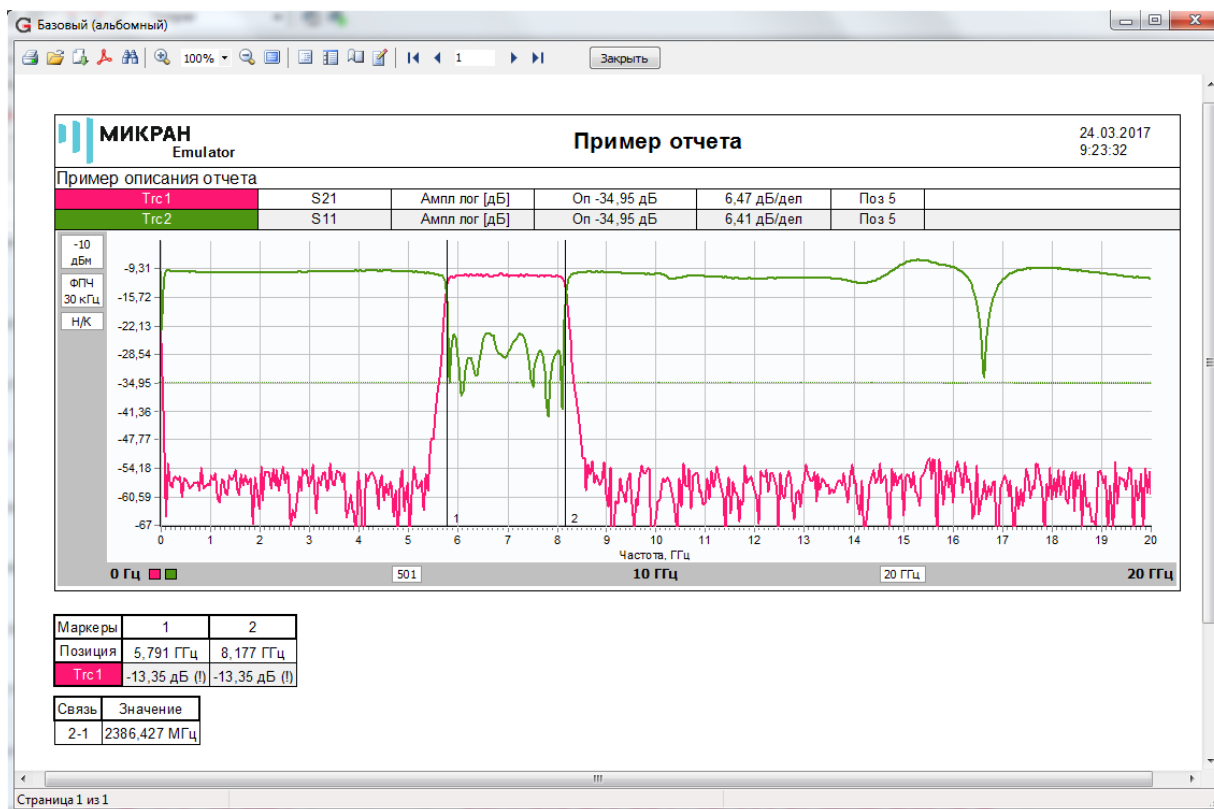 Базовый (альбомный)
100% 1 Закрыть
МИКРАН
Emulator
Пример отчета
24.03.2017
9:23:32
Пример описания отчета
Trc1 S21 Ампл лог [дБ] Оп -34,95 дБ 6,47 дБ/дел Поз 5
Trc2 S11 Ампл лог [дБ] Оп -34,95 дБ 6,41 дБ/дел Поз 5
-10
дБм
ФПЧ
30 кГц
Н/К
-9,31
-15,72
-22,13
-28,54
-34,95
-41,36
-47,77
-54,18
-60,59
-67
1 2
0 1 2 3 4 5 6 7 8 9 10 11 12 13 14 15 16 17 18 19 20
Частота, ГГц
0 Гц 501 10 ГГц 20 ГГц 20 ГГц
Маркеры 1 2
Позиция 5,791 ГГц 8,177 ГГц
Trc1 -13,35 дБ (!) -13,35 дБ (!)
Связь Значение
2-1 2386,427 МГц
Страница 1 из 1